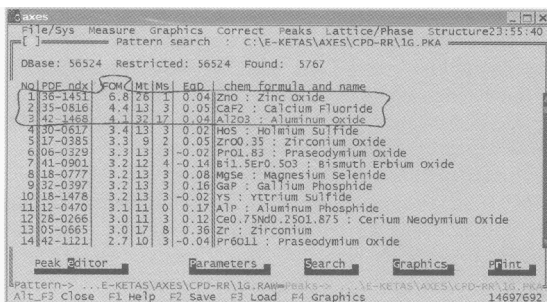 axes
File/Sys Measure Graphics Correct Peaks Lattice/Phase Structure 23:55:40
[ ] Pattern search : C:\E-KETAS\AXES\CPD-RR\1G.PKA
DBase: 56524 Restricted: 56524 Found: 5767
No PDF ndx FOM Mt Ms EqD chem formula and name
1 36-1451 6.8 26 1 0.04 ZnO : Zinc Oxide
2 35-0816 4.4 13 3 0.05 CaF2 : Calcium Fluoride
3 42-1468 4.1 32 17 0.04 Al2O3 : Aluminum Oxide
4 30-0617 3.4 13 3 0.02 HoS : Holmium Sulfide
5 17-0385 3.3 9 2 0.05 ZrO0.35 : Zirconium Oxide
6 06-0329 3.3 13 3 -0.02 PrO1.83 : Praseodymium Oxide
7 41-0901 3.2 12 4 -0.14 Bi1.5Er0.5O3 : Bismuth Erbium Oxide
8 18-0777 3.2 13 3 0.08 MgSe : Magnesium Selenide
9 32-0397 3.2 13 3 0.16 GaP : Gallium Phosphide
10 18-1478 3.2 13 3 -0.02 YS : Yttrium Sulfide
11 12-0470 3.1 11 0 0.17 AlP : Aluminum Phosphide
12 28-0266 3.0 11 3 0.12 Ce0.75Nd0.25O1.875 : Cerium Neodymium Oxide
13 05-0665 3.0 17 8 0.36 Zr : Zirconium
14 42-1121 2.7 10 3 -0.04 Pr6O11 : Praseodymium Oxide
Peak Editor Parameters Search Graphics Print
Pattern-> ...E-KETAS\AXES\CPD-RR\1G.RAW Peaks-> ...\E-KETAS\AXES\CPD-RR\1G.PKA
Alt_F3 Close F1 Help F2 Save F3 Load F4 Graphics 14697692